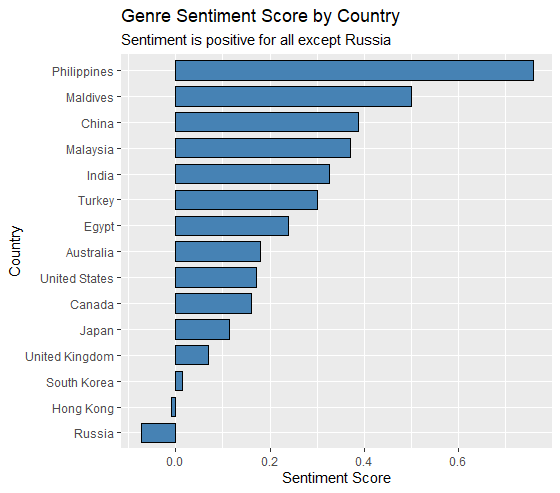 Genre Sentiment Score by Country
Sentiment is positive for all except Russia
Philippines
Maldives
China
Malaysia
India
Turkey
Egypt
Australia
United States
Canada
Japan
United Kingdom
South Korea
Hong Kong
Russia
Country
0.0 0.2 0.4 0.6
Sentiment Score